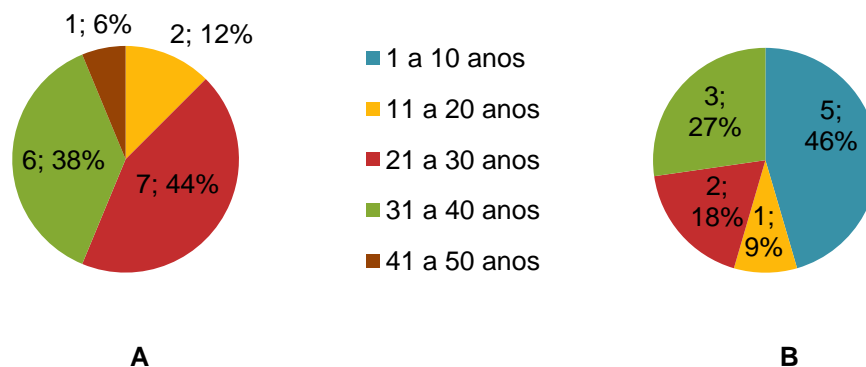 1; 6%
2; 12%
6; 38%
7; 44%
1 a 10 anos
11 a 20 anos
21 a 30 anos
31 a 40 anos
41 a 50 anos
3;
27%
5;
46%
2;
18%
1;
9%
A
B